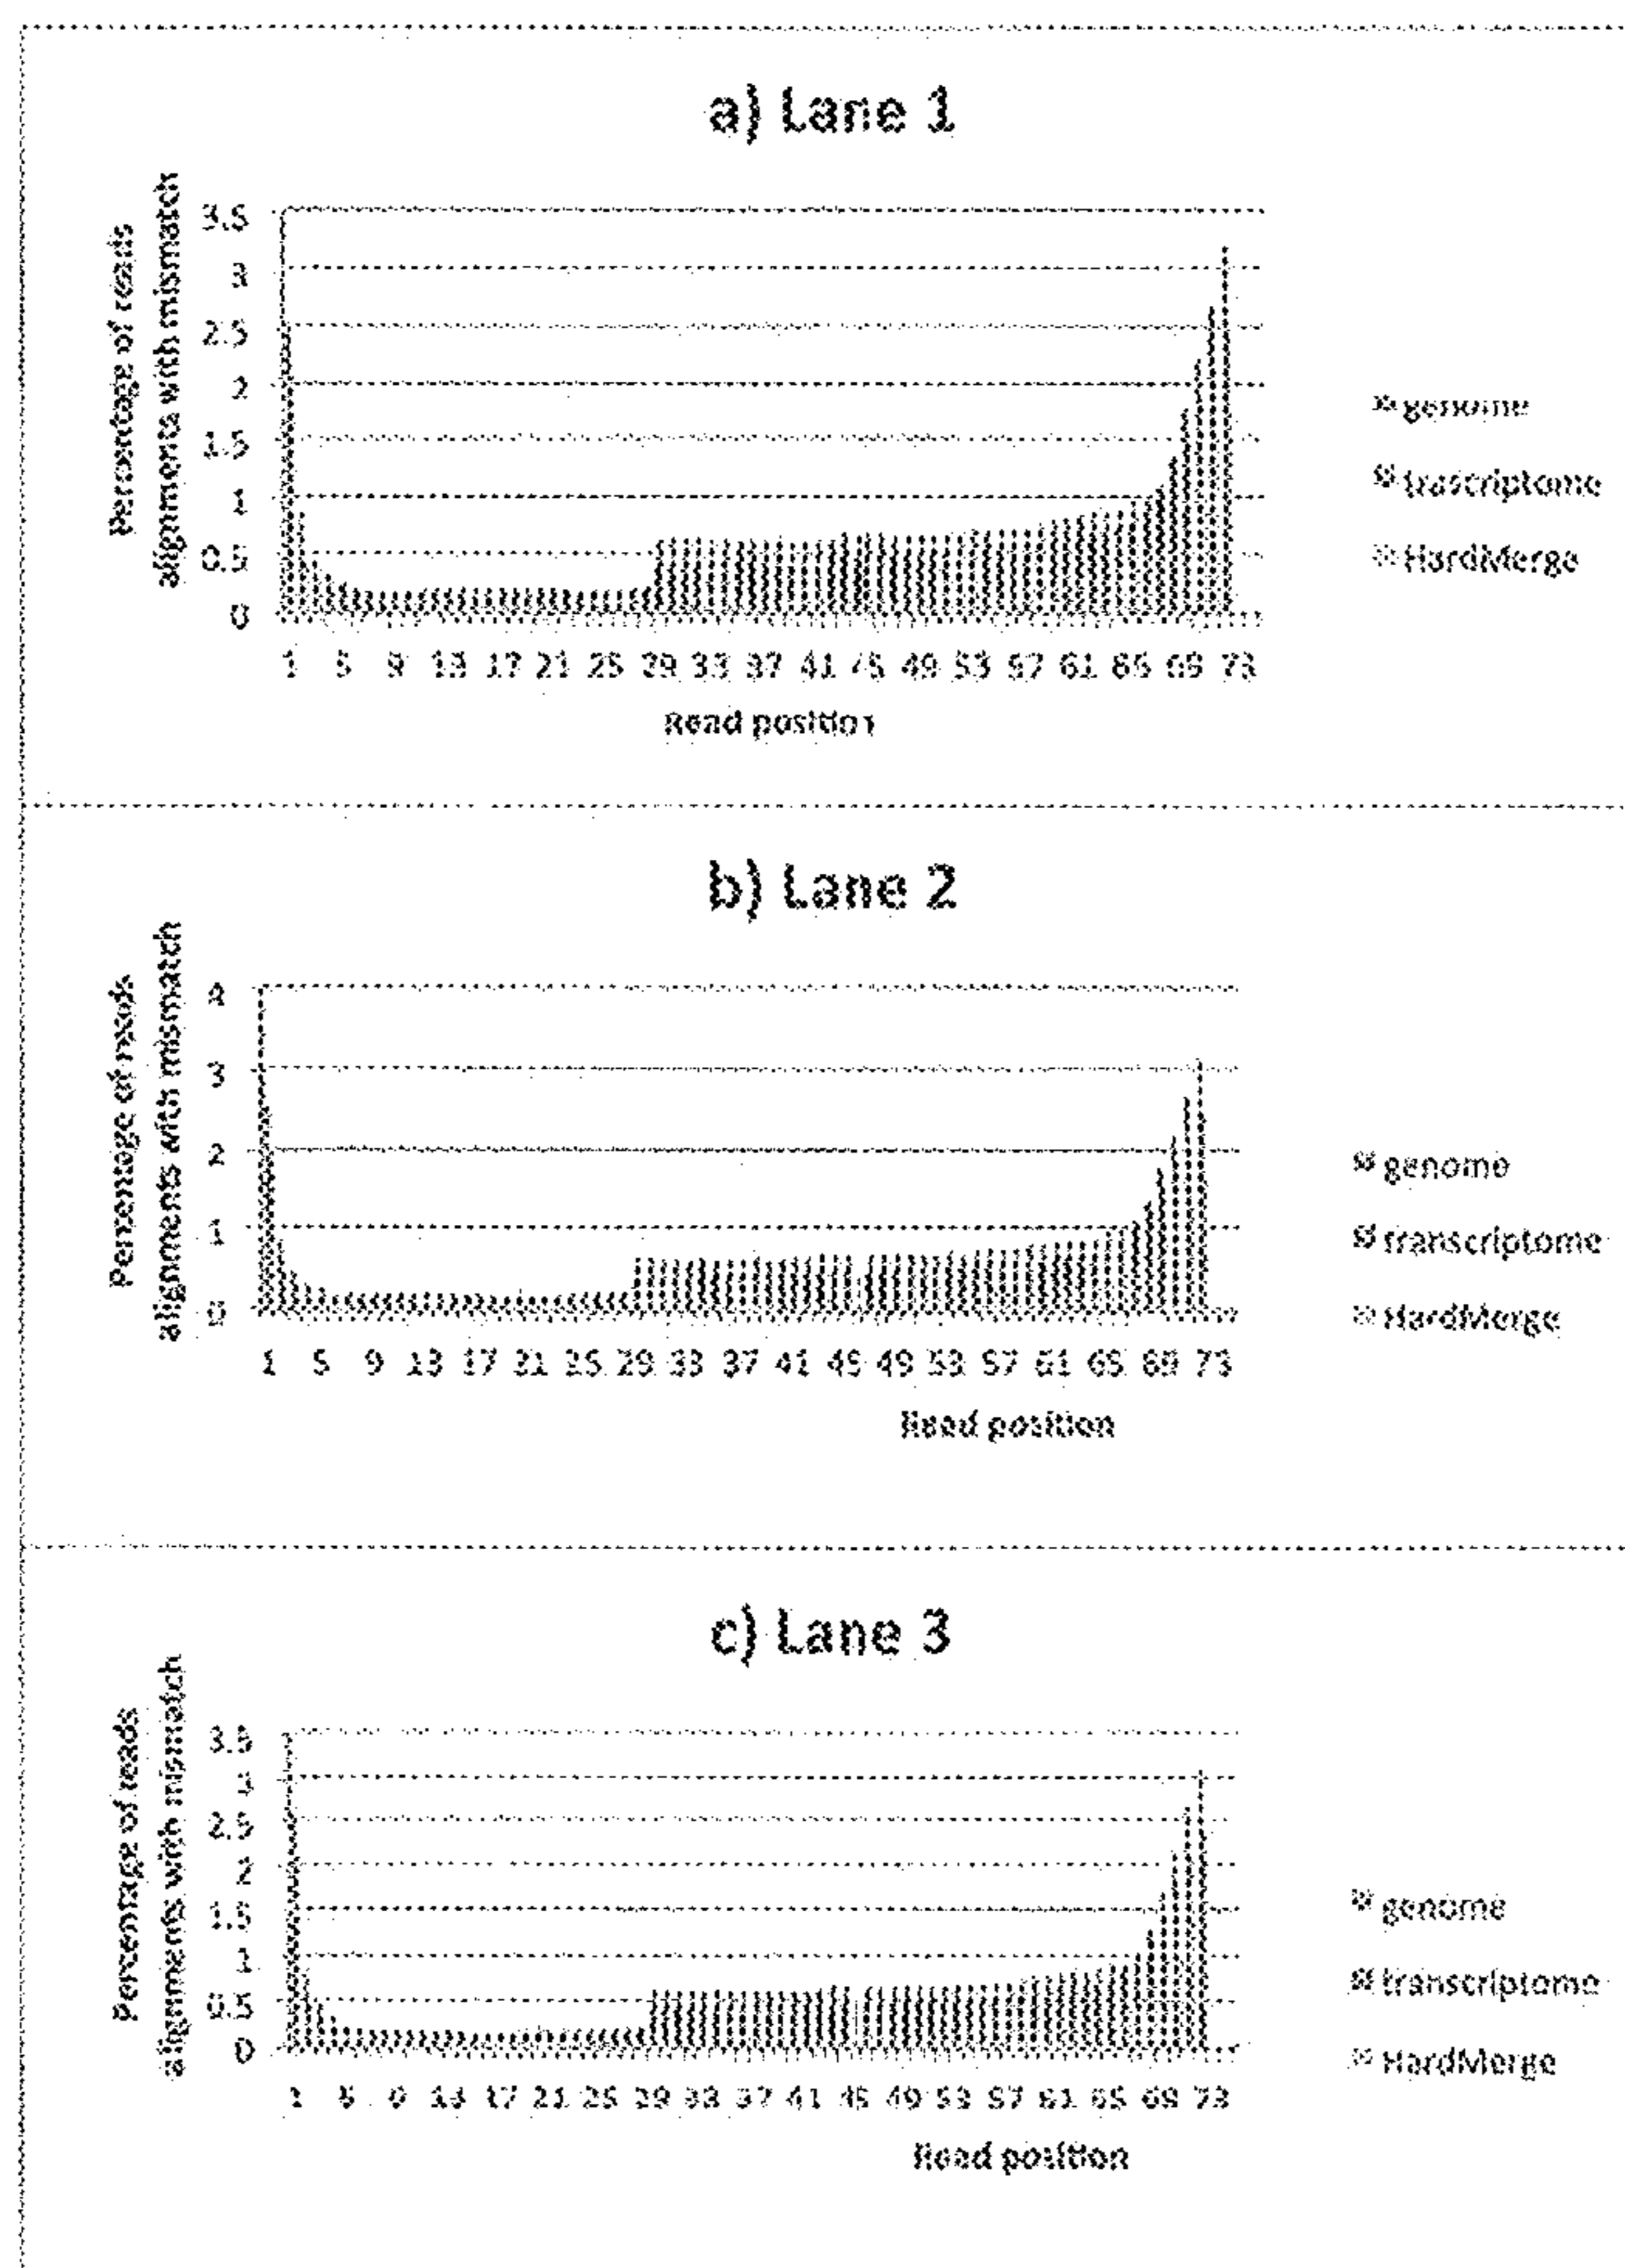 a) Lane 1
Percentage of reads
alignments with mismatch
3.5
3
2.5
2
1.5
1
0.5
0
1 5 9 13 17 21 25 29 33 37 41 45 49 53 57 61 65 69 73
Read position
genome
trascriptome
HardMerge
b) Lane 2
Percentage of reads
alignments with mismatch
4
3
2
1
0
1 5 9 13 17 21 25 29 33 37 41 45 49 53 57 61 65 69 73
Read position
genome
transcriptome
HardMerge
c) Lane 3
Percentage of reads
alignments with mismatch
3.5
3
2.5
2
1.5
1
0.5
0
1 5 9 13 17 21 25 29 33 37 41 45 49 53 57 61 65 69 73
Read position
genome
transcriptome
HardMerge